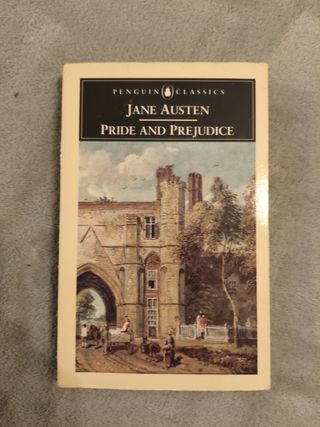 PENGUIN CLASSICS
JANE AUSTEN
PRIDE AND PREJUDICE